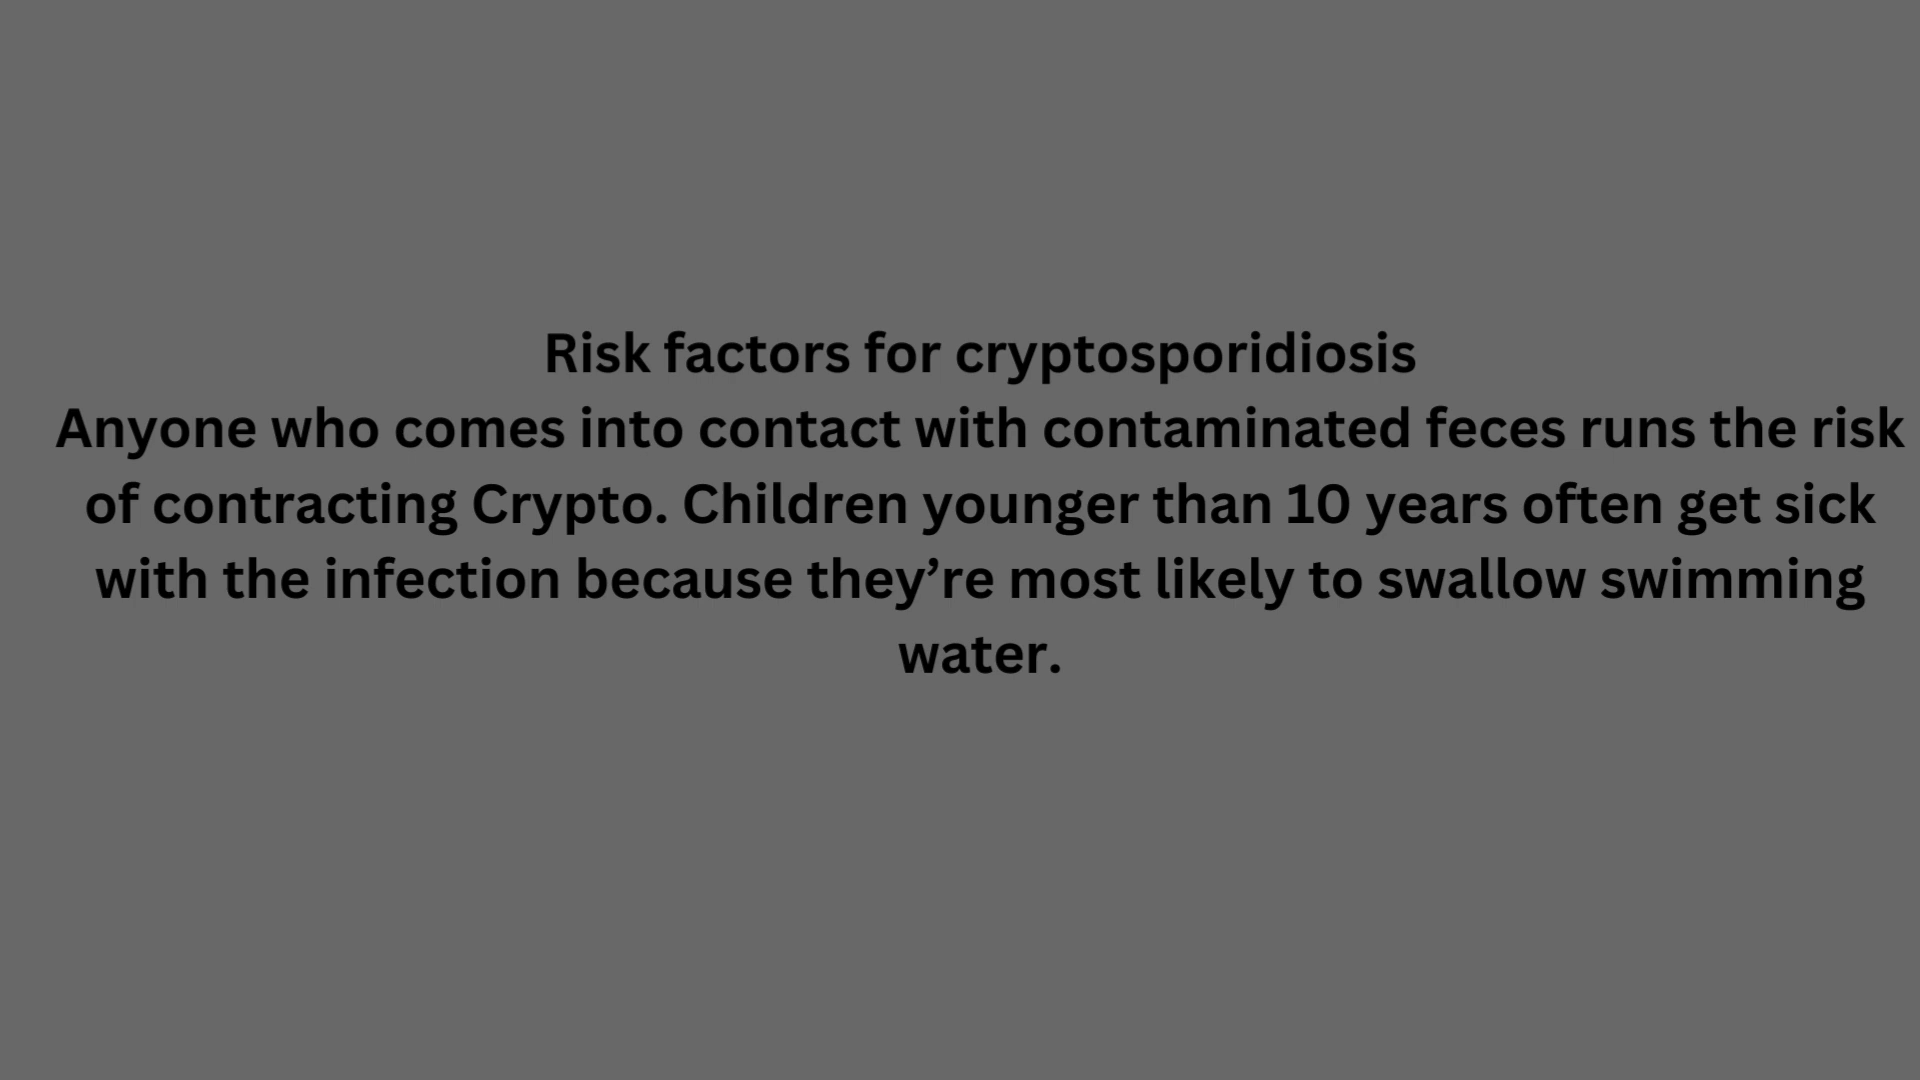 Risk factors for cryptosporidiosis
Anyone who comes into contact with contaminated feces runs the risk
of contracting Crypto. Children younger than 10 years often get sick
with the infection because they’re most likely to swallow swimming
water.